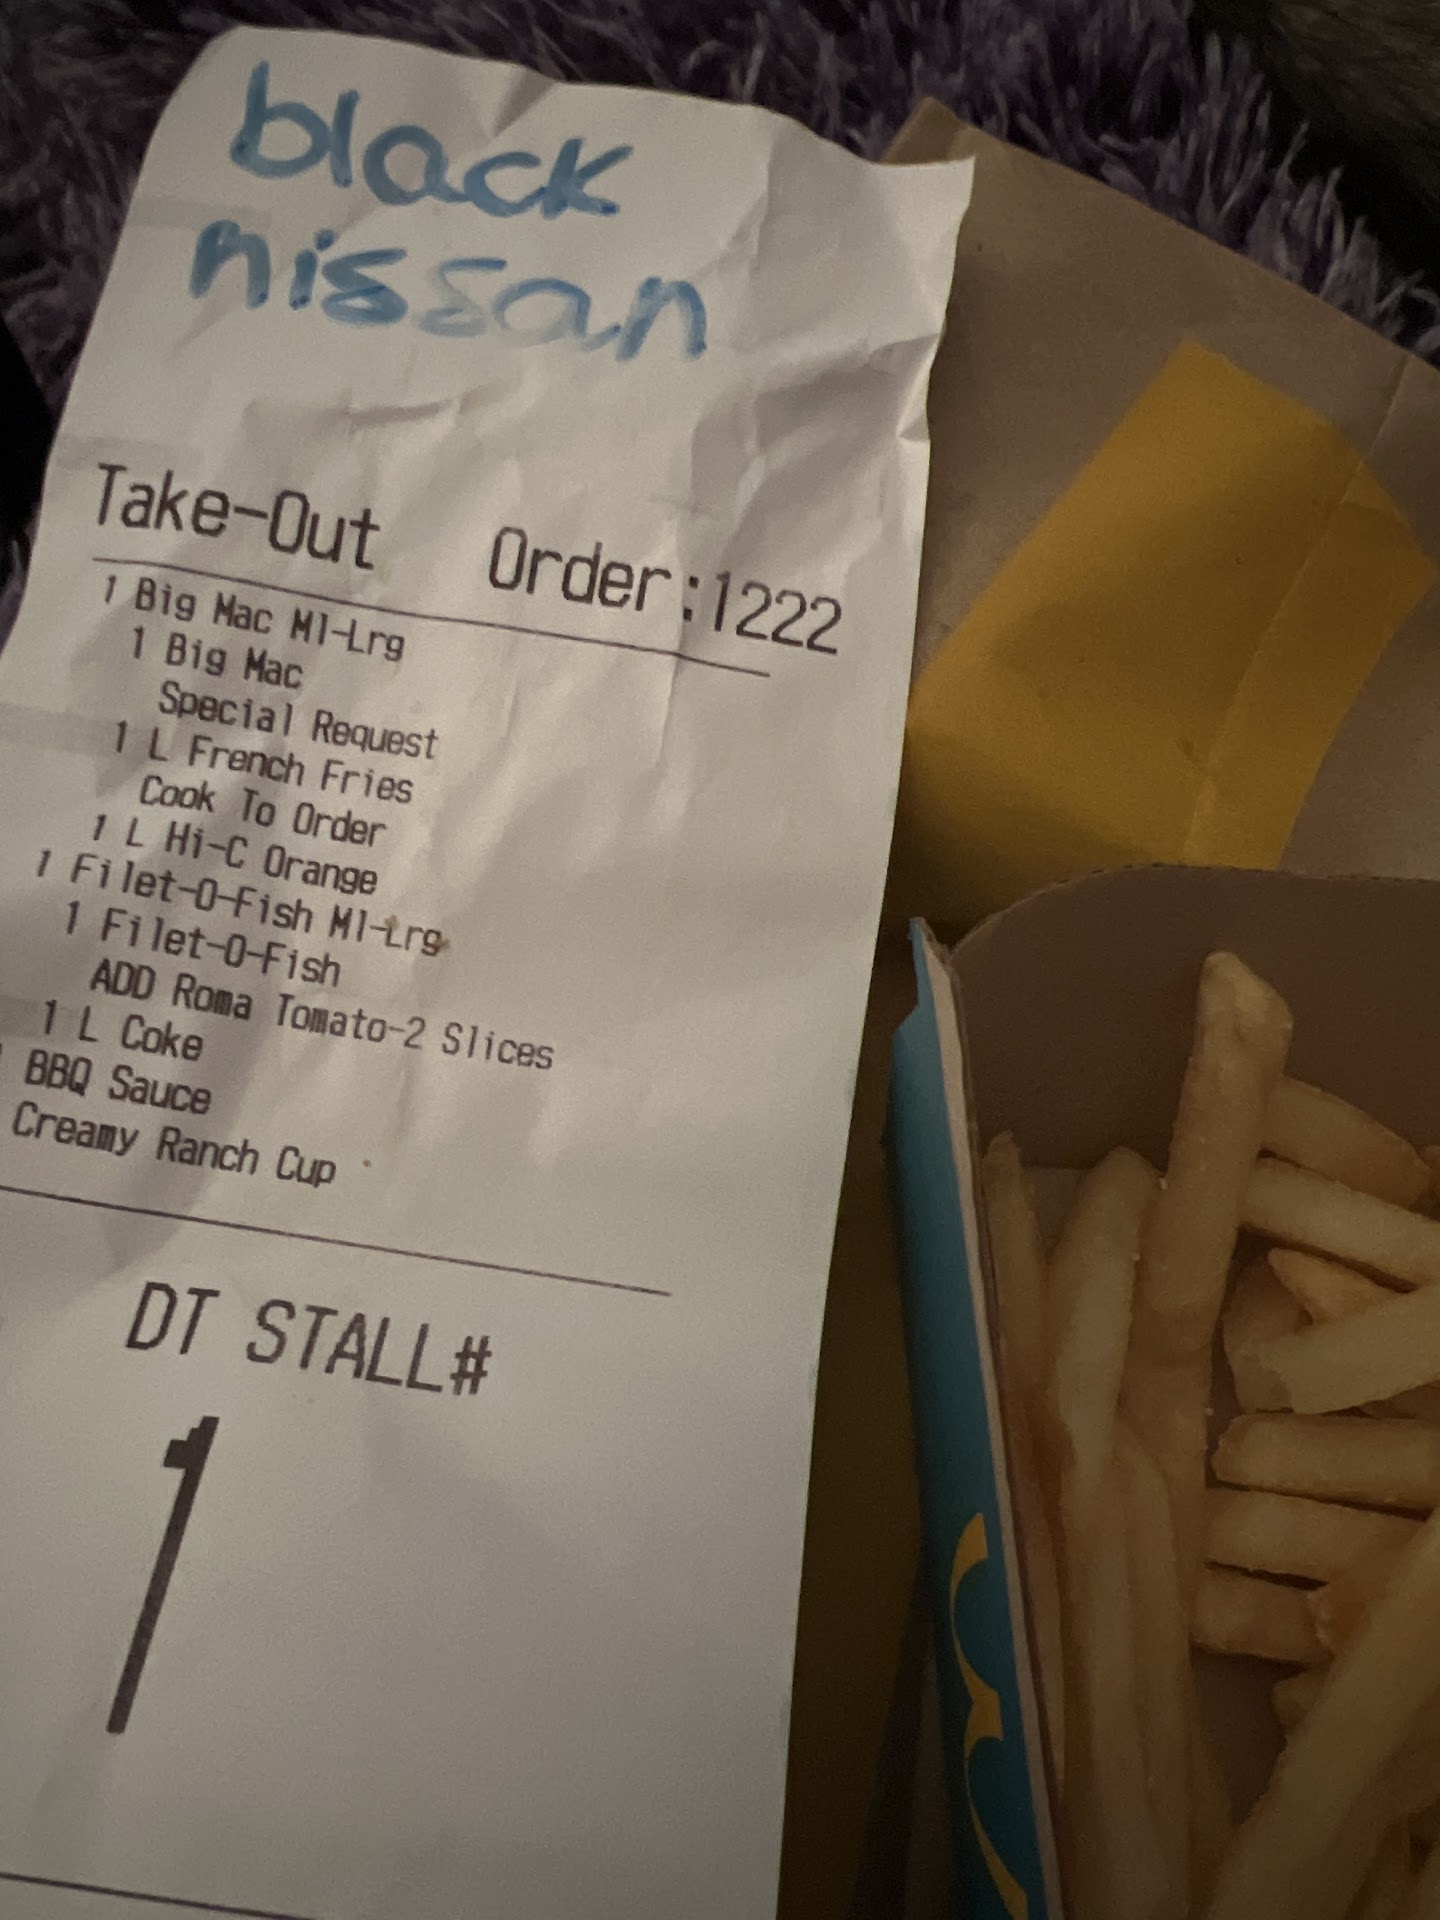 black
nissan
Take-Out Order:1222
1 Big Mac Ml-Lrg
1 Big Mac
Special Request
1 L French Fries
Cook To Order
1 L Hi-C Orange
1 Filet-O-Fish Ml-Lrg
1 Filet-O-Fish
ADD Roma Tomato-2 Slices
1 L Coke
BBQ Sauce
Creamy Ranch Cup
DT STALL#
1